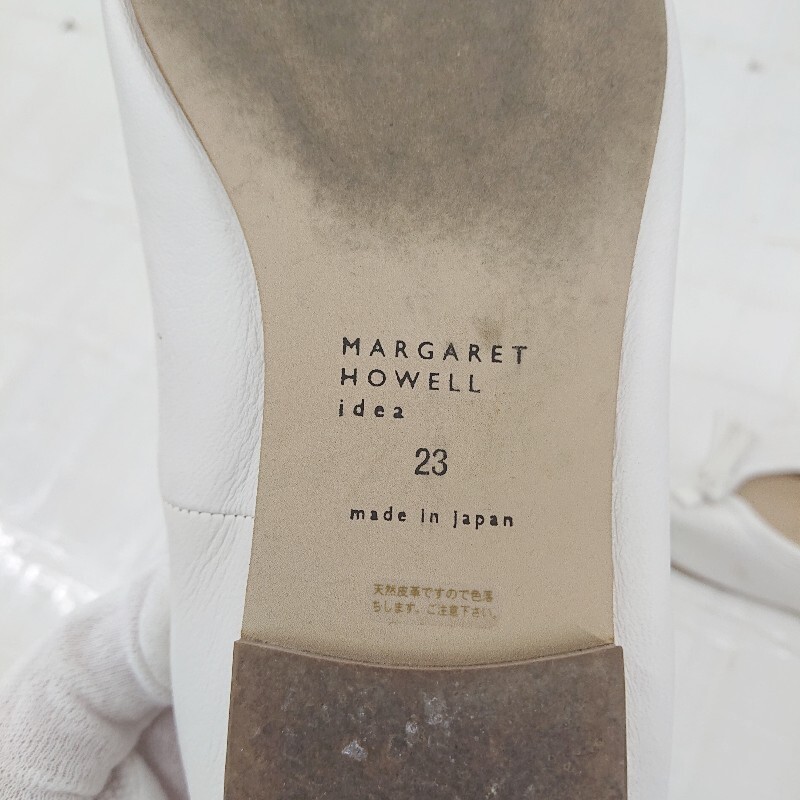 MARGARET
HOWELL
idea
23
made in japan
天然皮革ですので色落
ちします。ご注意下さい。